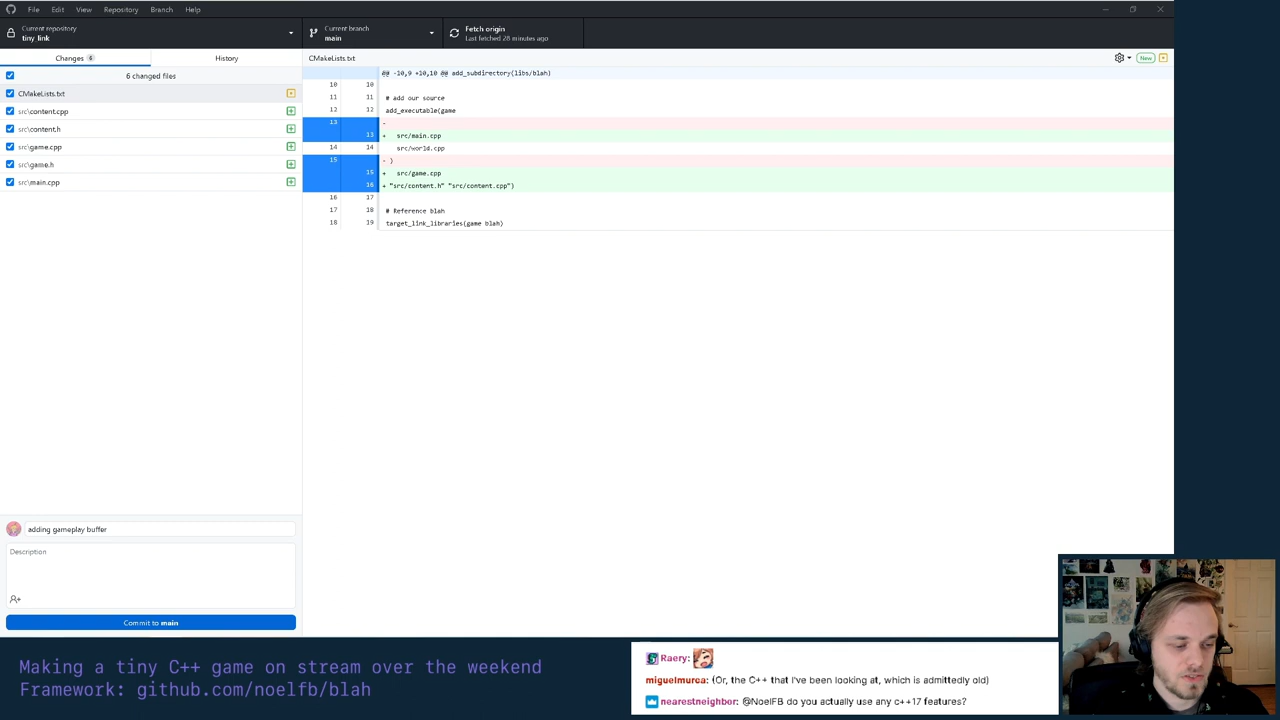 File Edit View Repository Branch Help
Current repository
tiny link
Current branch
main
Fetch origin
Last fetched 28 minutes ago
Changes 6
History
CMakeLists.txt
New
6 changed files
CMakeLists.txt
src\content.cpp
src\content.h
src\game.cpp
src\game.h
src\main.cpp
@@ -10,9 +10,10 @@ add_subdirectory(libs/blah)
10 10
11 11 # add our source
12 12 add_executable(game
13 -
13 + src/main.cpp
14 14 src/world.cpp
15 - )
15 + src/game.cpp
16 + "src/content.h" "src/content.cpp")
16 17
17 18 # Reference blah
18 19 target_link_libraries(game blah)
adding gameplay buffer
Description
Commit to main
Making a tiny C++ game on stream over the weekend
Framework: github.com/noelfb/blah
Raery:
miguelmurca: (Or, the C++ that I've been looking at, which is admittedly old)
nearestneighbor: @NoelFB do you actually use any c++17 features?